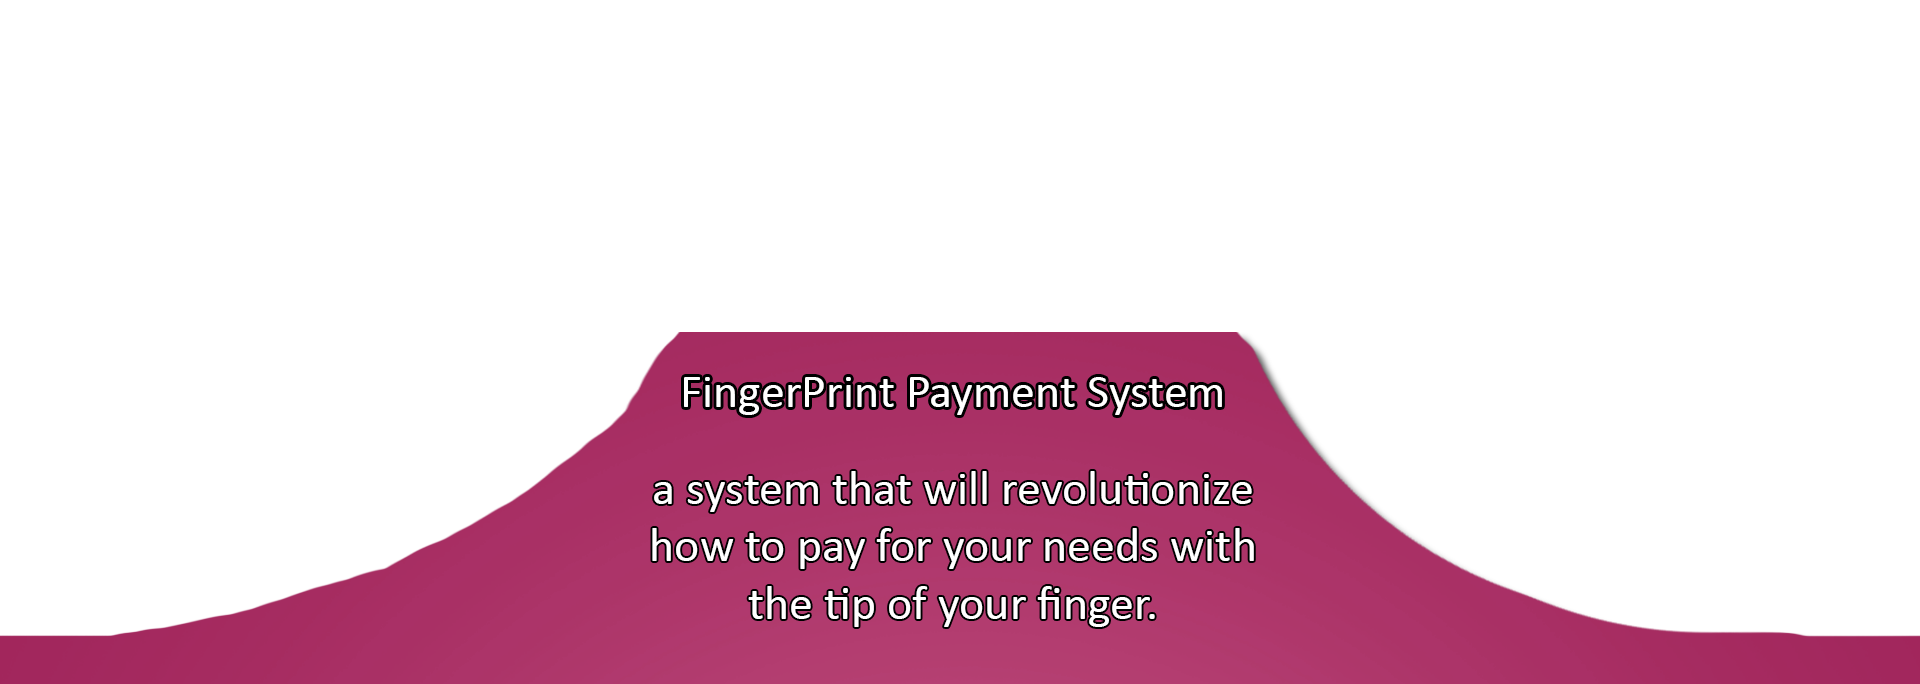 FingerPrint Payment System
a system that will revolutionize
how to pay for your needs with
the tip of your finger.